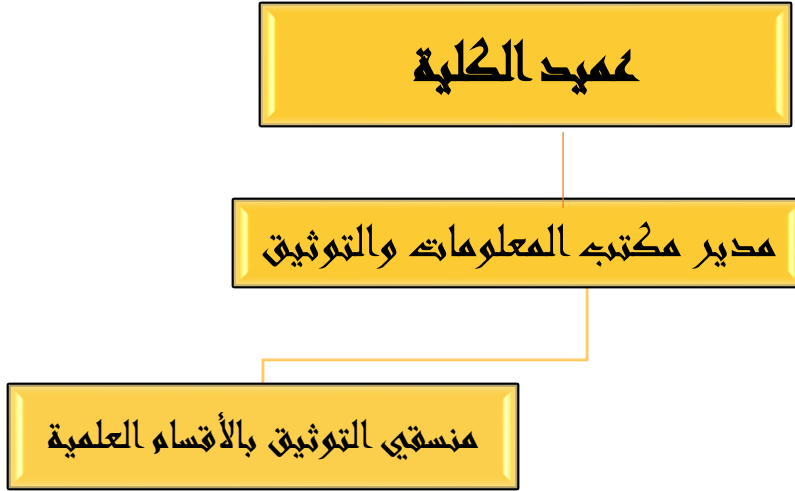 عميد الكلية
مدير مكتب المعلومات والتوثيق
منسقي التوثيق بالأقسام العلمية